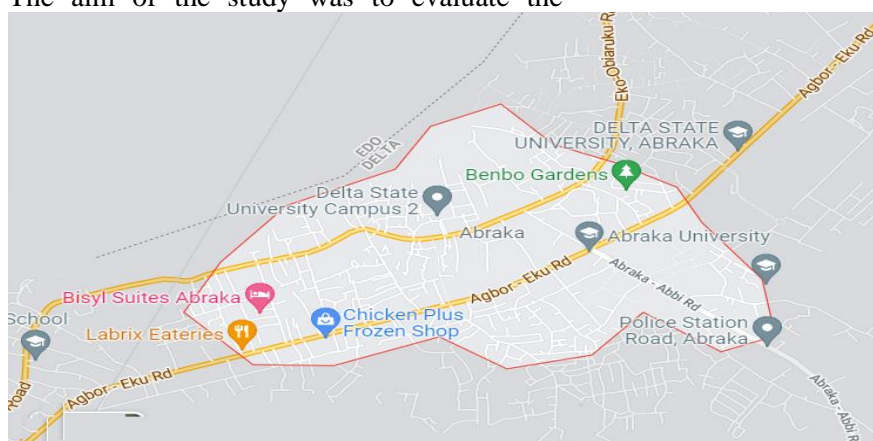 The aim of the study was to evaluate the
Eko-Obiaruku R
Agbor - Eku Rd
EDO
DELTA
DELTA STATE
UNIVERSITY, ABRAKA
Benbo Gardens
Delta State
University Campus 2
Abraka
Abraka University
Agbor - Eku Rd
Abraka - Abbi Rd
Bisyl Suites Abraka
School
Chicken Plus
Frozen Shop
Labrix Eateries
Police Station
Road, Abraka
Agbor - Eku Rd
Road
Abraka - Abbi R